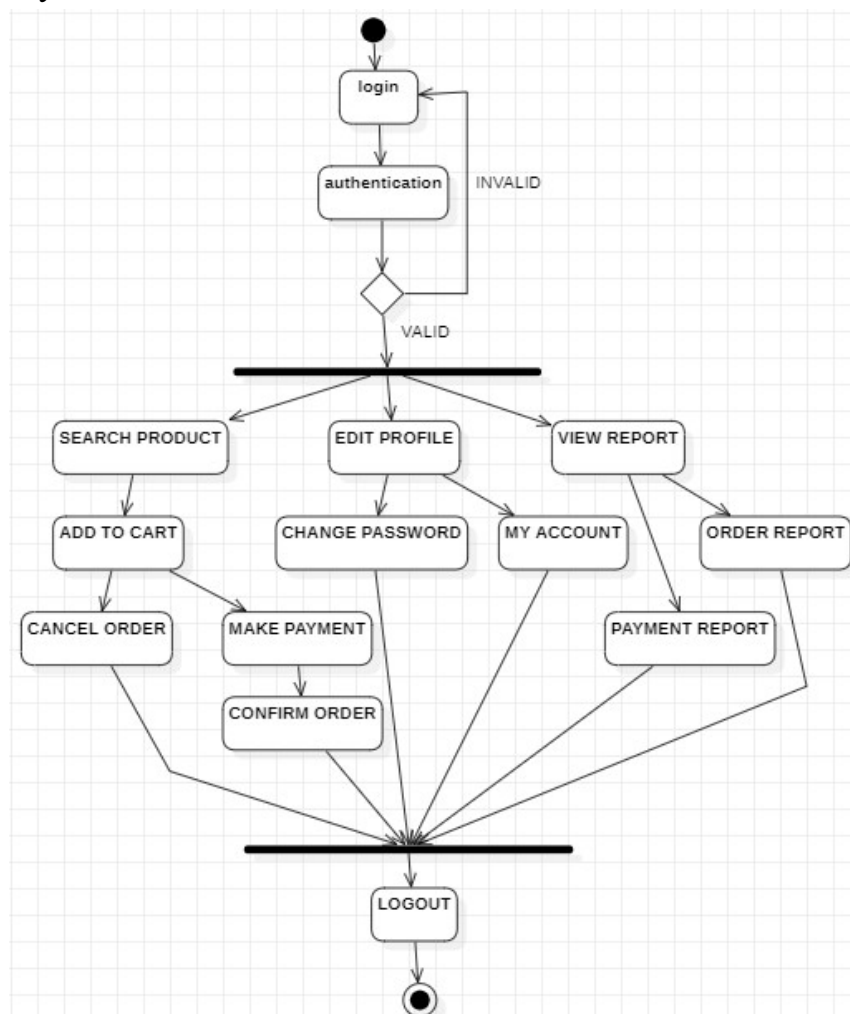 login
authentication
INVALID
VALID
SEARCH PRODUCT
EDIT PROFILE
VIEW REPORT
ADD TO CART
CHANGE PASSWORD
MY ACCOUNT
ORDER REPORT
CANCEL ORDER
MAKE PAYMENT
PAYMENT REPORT
CONFIRM ORDER
LOGOUT